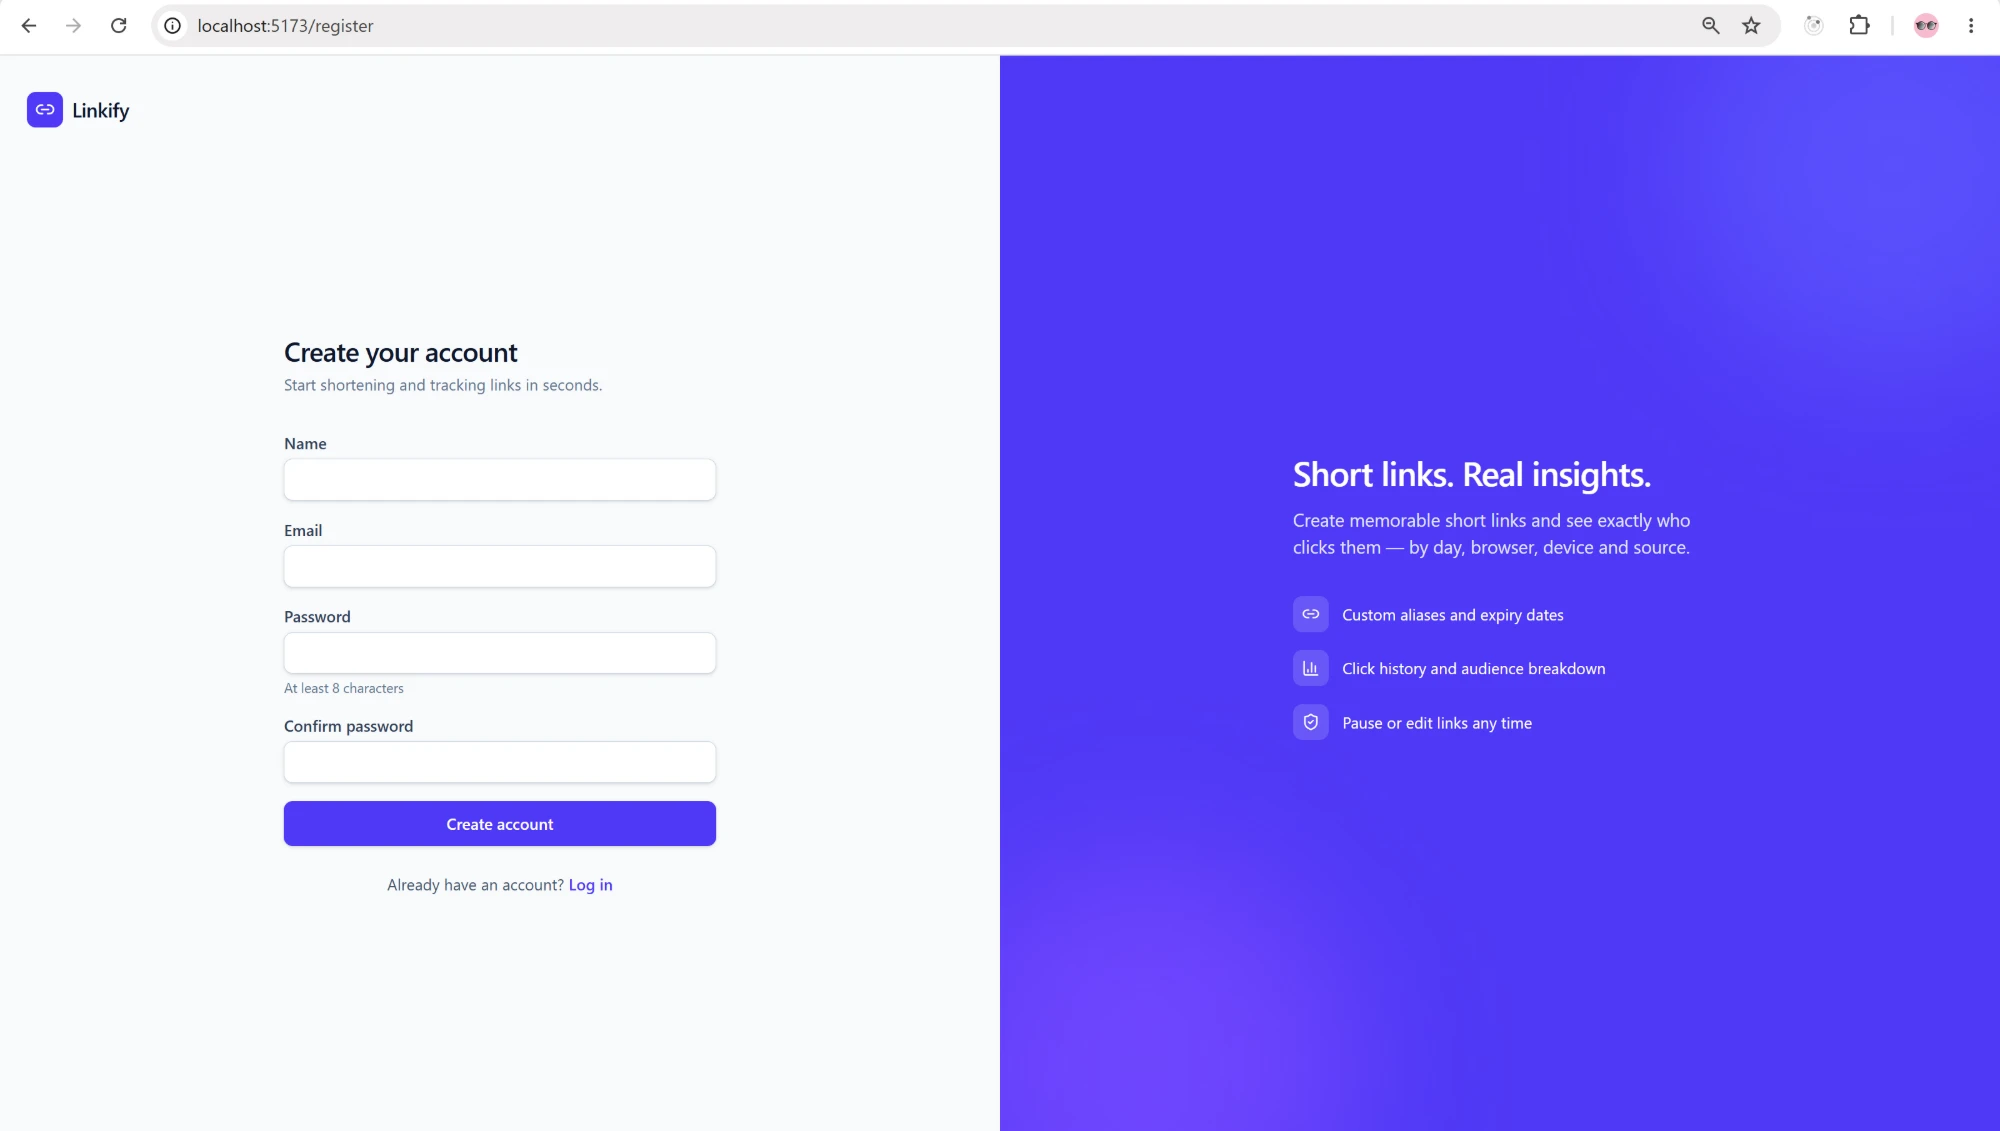 localhost:5173/register
Linkify
Create your account
Start shortening and tracking links in seconds.
Name
Email
Password
At least 8 characters
Confirm password
Create account
Already have an account? Log in
Short links. Real insights.
Create memorable short links and see exactly who
clicks them — by day, browser, device and source.
Custom aliases and expiry dates
Click history and audience breakdown
Pause or edit links any time